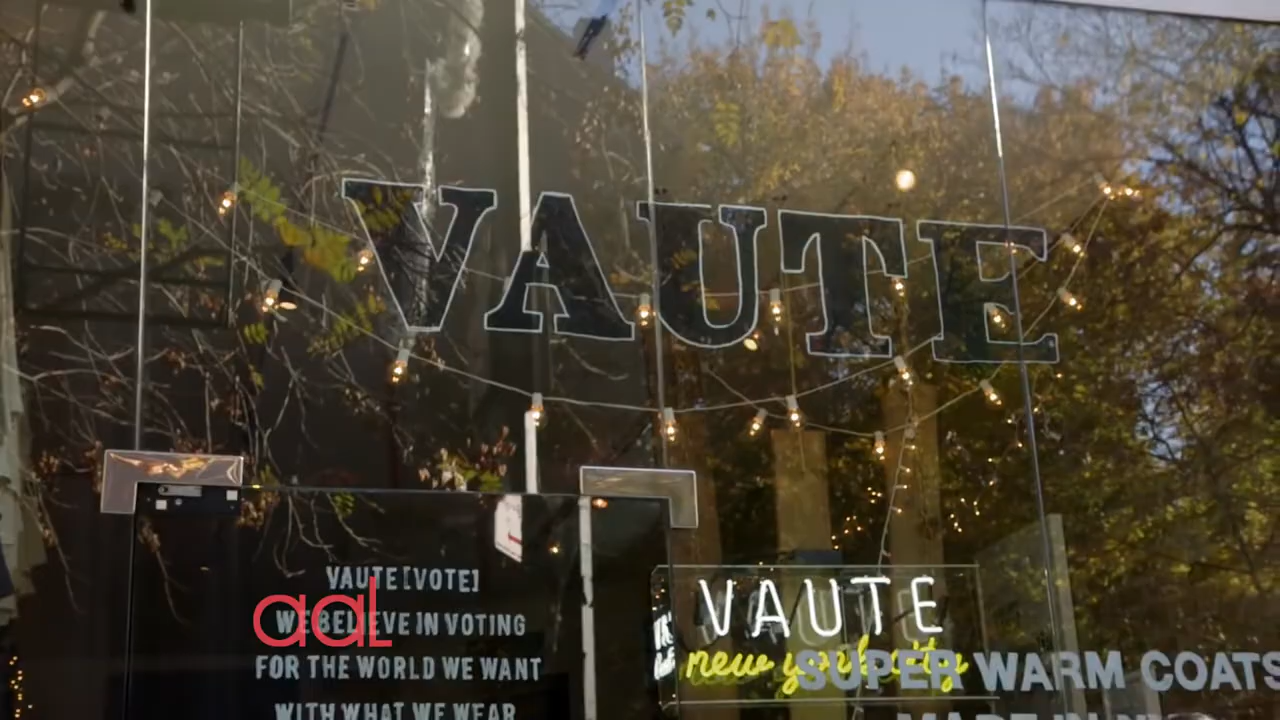 VAUTE
VAUTE [VOTE]
WE BELIEVE IN VOTING
FOR THE WORLD WE WANT
WITH WHAT WE WEAR
aal
VAUTE
new york city
SUPER WARM COATS